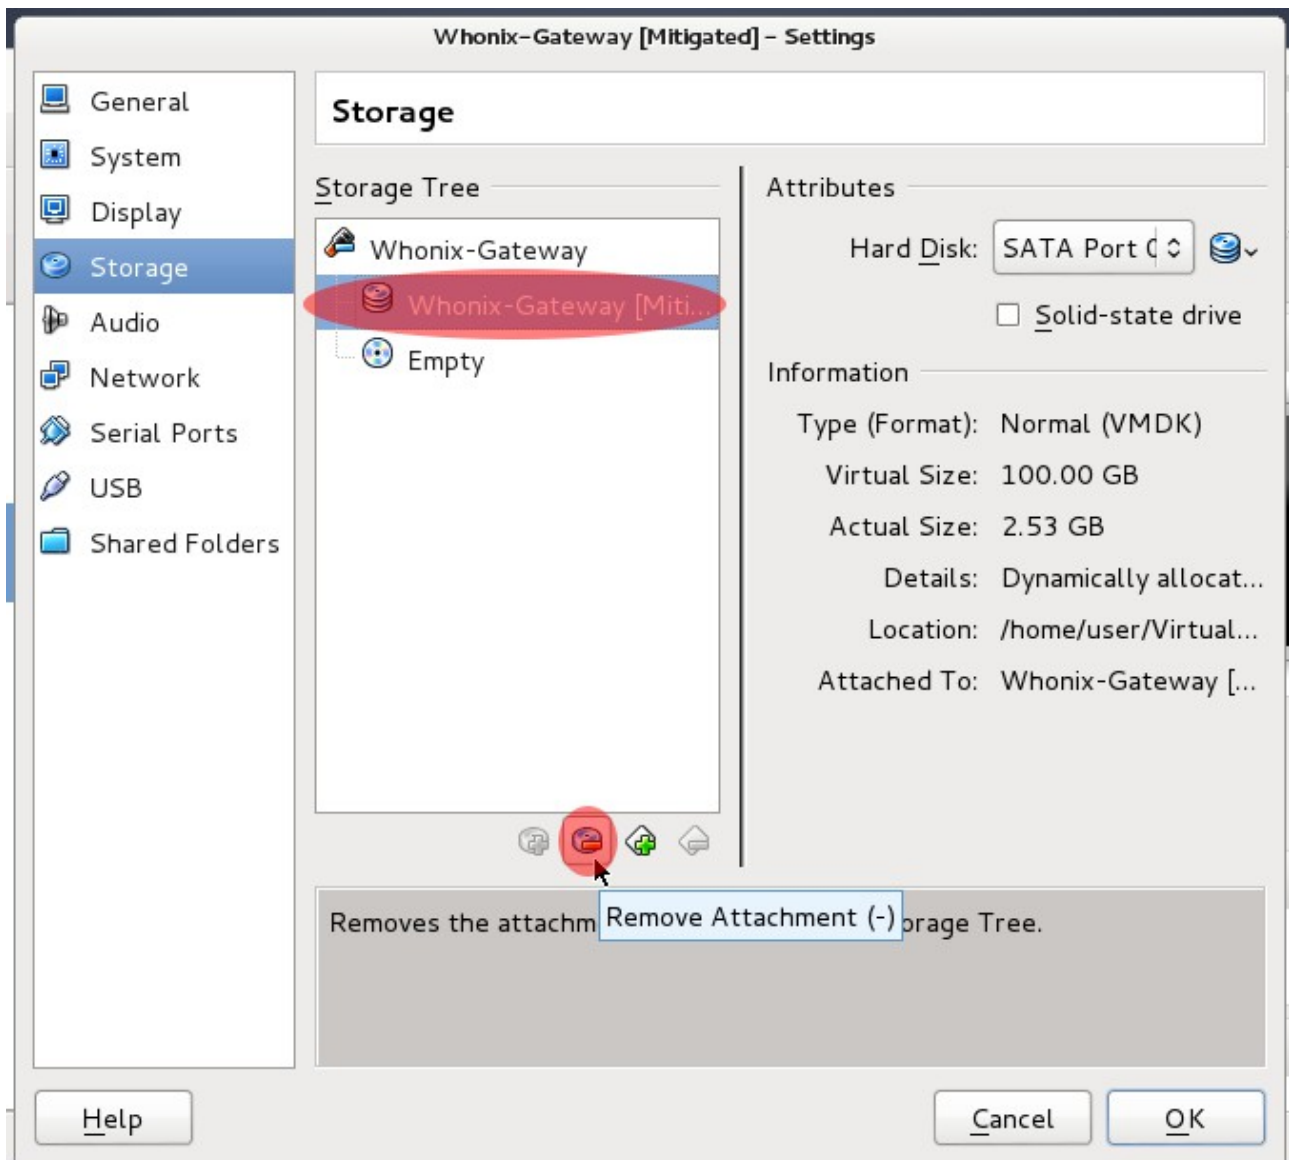 Whonix-Gateway [Mitigated] – Settings
General
System
Display
Storage
Audio
Network
Serial Ports
USB
Shared Folders
Storage
Storage Tree
Whonix-Gateway
Whonix-Gateway [Miti...
Empty
Attributes
Hard Disk: SATA Port
Solid-state drive
Information
Type (Format): Normal (VMDK)
Virtual Size: 100.00 GB
Actual Size: 2.53 GB
Details: Dynamically allocat...
Location: /home/user/Virtual...
Attached To: Whonix-Gateway [...
Removes the attachm
Remove Attachment (-)
orage Tree.
Help
Cancel
OK